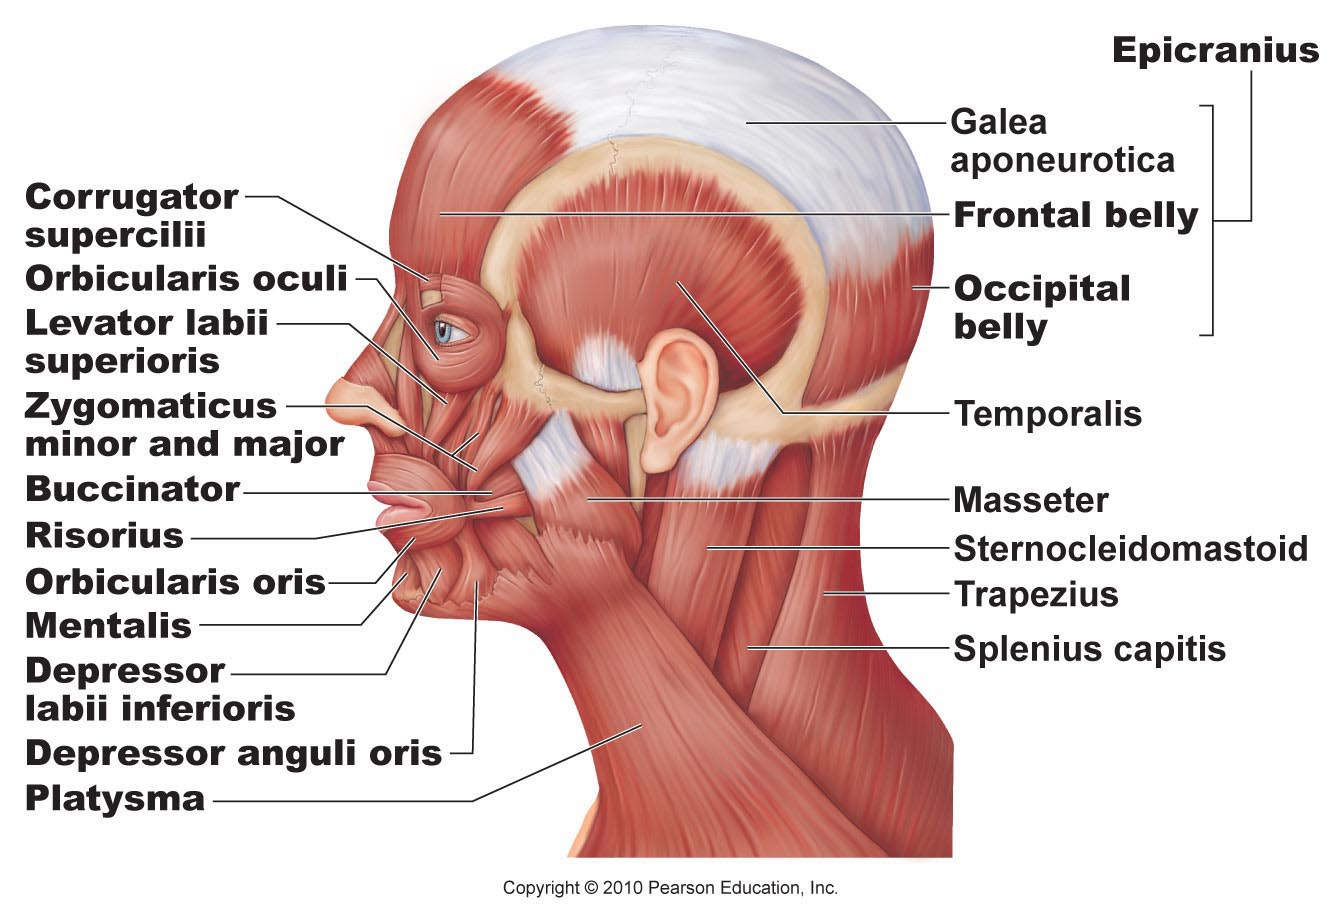 Epicranius
Galea
aponeurotica
Frontal belly
Occipital
belly
Temporalis
Masseter
Sternocleidomastoid
Trapezius
Splenius capitis
Corrugator
supercilii
Orbicularis oculi
Levator labii
superioris
Zygomaticus
minor and major
Buccinator
Risorius
Orbicularis oris
Mentalis
Depressor
labii inferioris
Depressor anguli oris
Platysma
Copyright © 2010 Pearson Education, Inc.